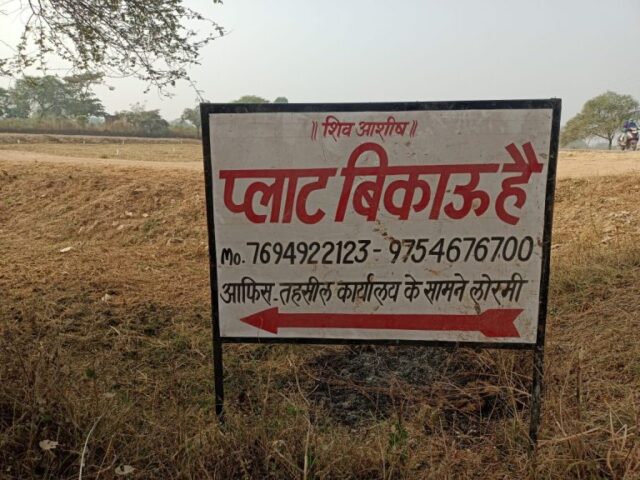 ॥ शिव आशीष ॥
प्लाट बिकाऊ है
Mo. 7694922123 - 9754676700
आफिस - तहसील कार्यालय के सामने लोरमी